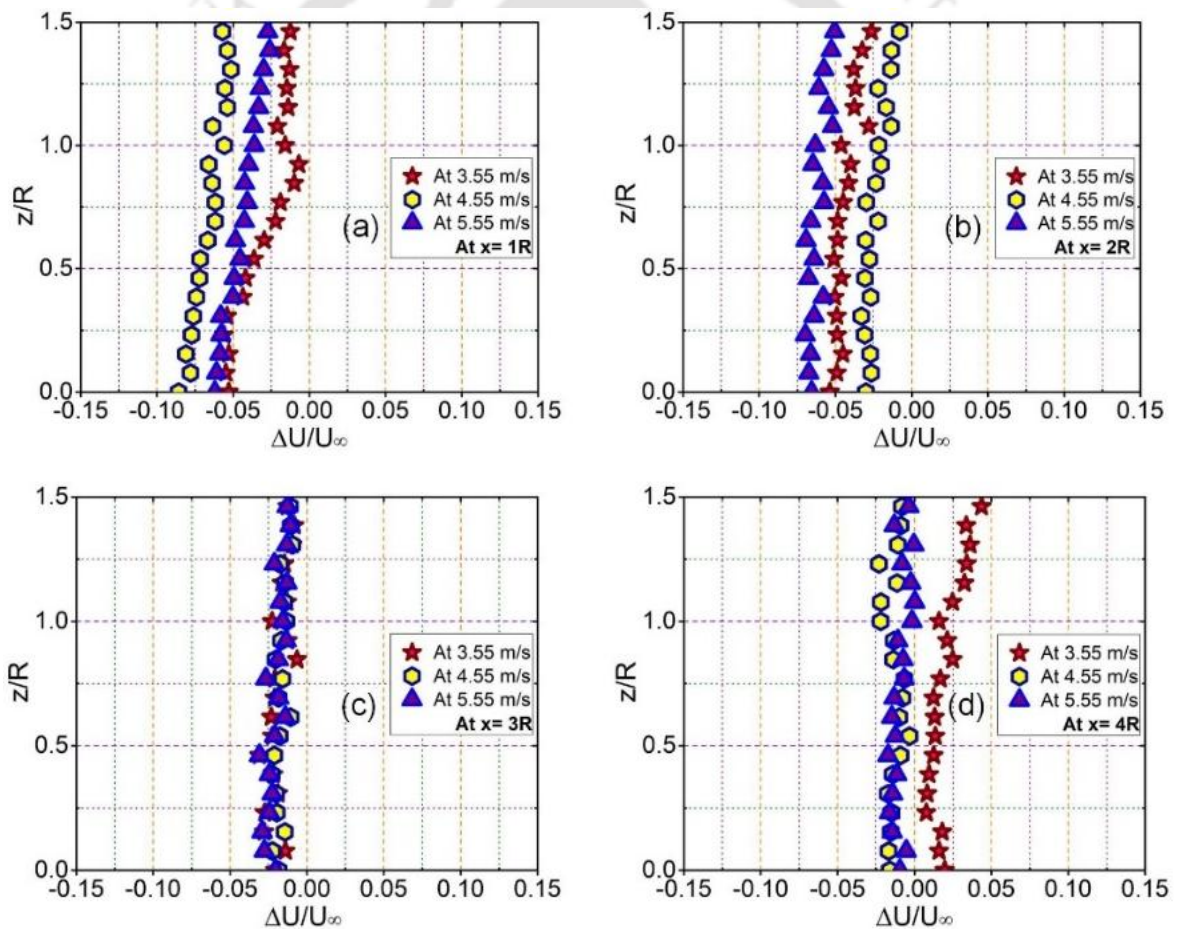 1.5
1.0
0.5
0.0
z/R
-0.15 -0.10 -0.05 0.00 0.05 0.10 0.15
ΔU/U∞
(a)
At 3.55 m/s
At 4.55 m/s
At 5.55 m/s
At x= 1R
1.5
1.0
0.5
0.0
z/R
-0.15 -0.10 -0.05 0.00 0.05 0.10 0.15
ΔU/U∞
(b)
At 3.55 m/s
At 4.55 m/s
At 5.55 m/s
At x= 2R
1.5
1.0
0.5
0.0
z/R
-0.15 -0.10 -0.05 0.00 0.05 0.10 0.15
ΔU/U∞
(c)
At 3.55 m/s
At 4.55 m/s
At 5.55 m/s
At x= 3R
1.5
1.0
0.5
0.0
z/R
-0.15 -0.10 -0.05 0.00 0.05 0.10 0.15
ΔU/U∞
(d)
At 3.55 m/s
At 4.55 m/s
At 5.55 m/s
At x= 4R